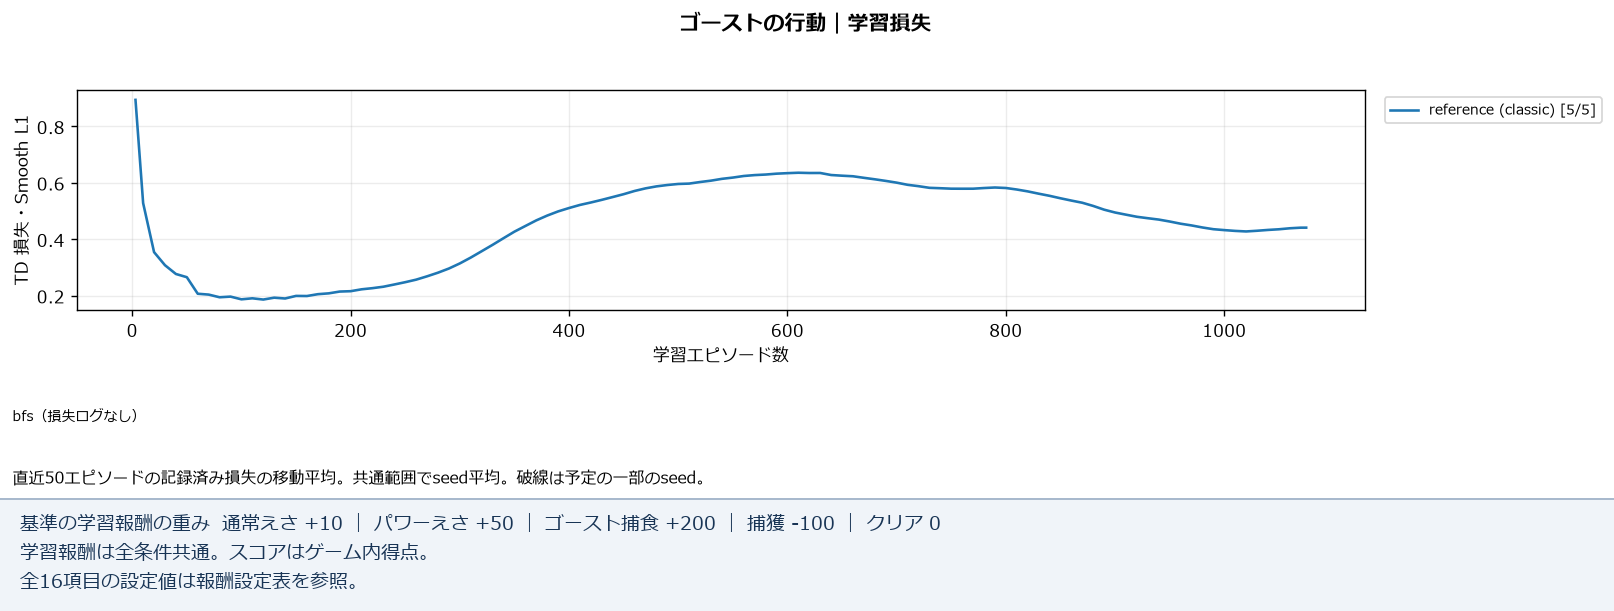 ゴーストの行動｜学習損失
reference (classic) [5/5]
TD 損失・Smooth L1
0.8
0.6
0.4
0.2
0 200 400 600 800 1000
学習エピソード数
bfs（損失ログなし）
直近50エピソードの記録済み損失の移動平均。共通範囲でseed平均。破線は予定の一部のseed。
基準の学習報酬の重み 通常えさ +10 ｜ パワーえさ +50 ｜ ゴースト捕食 +200 ｜ 捕獲 -100 ｜ クリア 0
学習報酬は全条件共通。スコアはゲーム内得点。
全16項目の設定値は報酬設定表を参照。